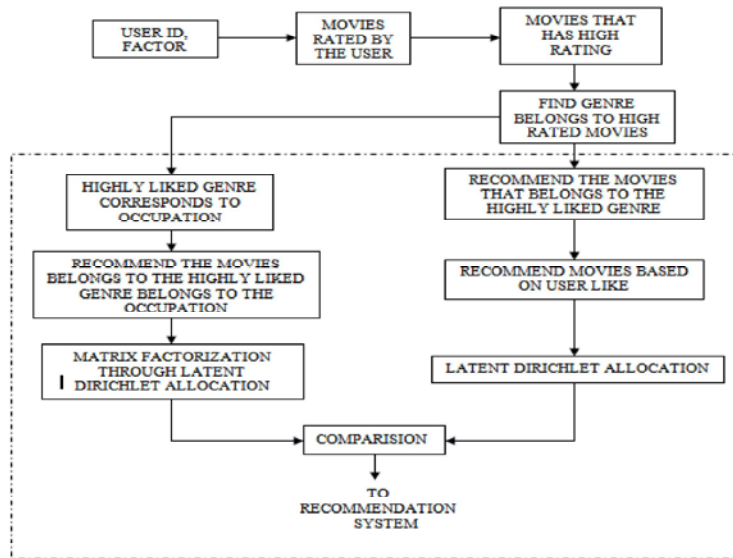 USER ID,
FACTOR
MOVIES
RATED BY
THE USER
MOVIES THAT
HAS HIGH
RATING
FIND GENRE
BELONGS TO HIGH
RATED MOVIES
HIGHLY LIKED GENRE
CORRESPONDS TO
OCCUPATION
RECOMMEND THE MOVIES
THAT BELONGS TO THE
HIGHLY LIKED GENRE
RECOMMEND THE MOVIES
BELONGS TO THE HIGHLY LIKED
GENRE BELONGS TO THE
OCCUPATION
RECOMMEND MOVIES BASED
ON USER LIKE
MATRIX FACTORIZATION
THROUGH LATENT
DIRICHLET ALLOCATION
LATENT DIRICHLET ALLOCATION
COMPARISION
TO
RECOMMENDATION
SYSTEM